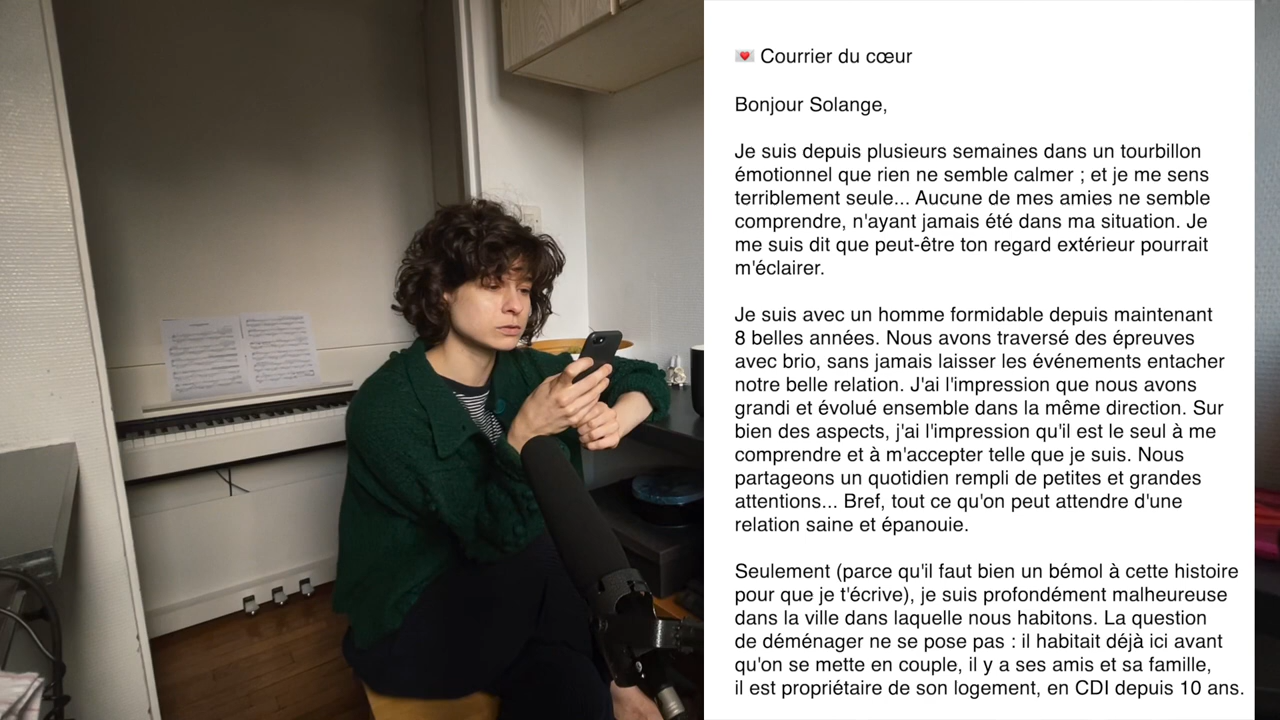 💌 Courrier du cœur
Bonjour Solange,
Je suis depuis plusieurs semaines dans un tourbillon
émotionnel que rien ne semble calmer ; et je me sens
terriblement seule... Aucune de mes amies ne semble
comprendre, n'ayant jamais été dans ma situation. Je
me suis dit que peut-être ton regard extérieur pourrait
m'éclairer.
Je suis avec un homme formidable depuis maintenant
8 belles années. Nous avons traversé des épreuves
avec brio, sans jamais laisser les événements entacher
notre belle relation. J'ai l'impression que nous avons
grandi et évolué ensemble dans la même direction. Sur
bien des aspects, j'ai l'impression qu'il est le seul à me
comprendre et à m'accepter telle que je suis. Nous
partageons un quotidien rempli de petites et grandes
attentions... Bref, tout ce qu'on peut attendre d'une
relation saine et épanouie.
Seulement (parce qu'il faut bien un bémol à cette histoire
pour que je t'écrive), je suis profondément malheureuse
dans la ville dans laquelle nous habitons. La question
de déménager ne se pose pas : il habitait déjà ici avant
qu'on se mette en couple, il y a ses amis et sa famille,
il est propriétaire de son logement, en CDI depuis 10 ans.